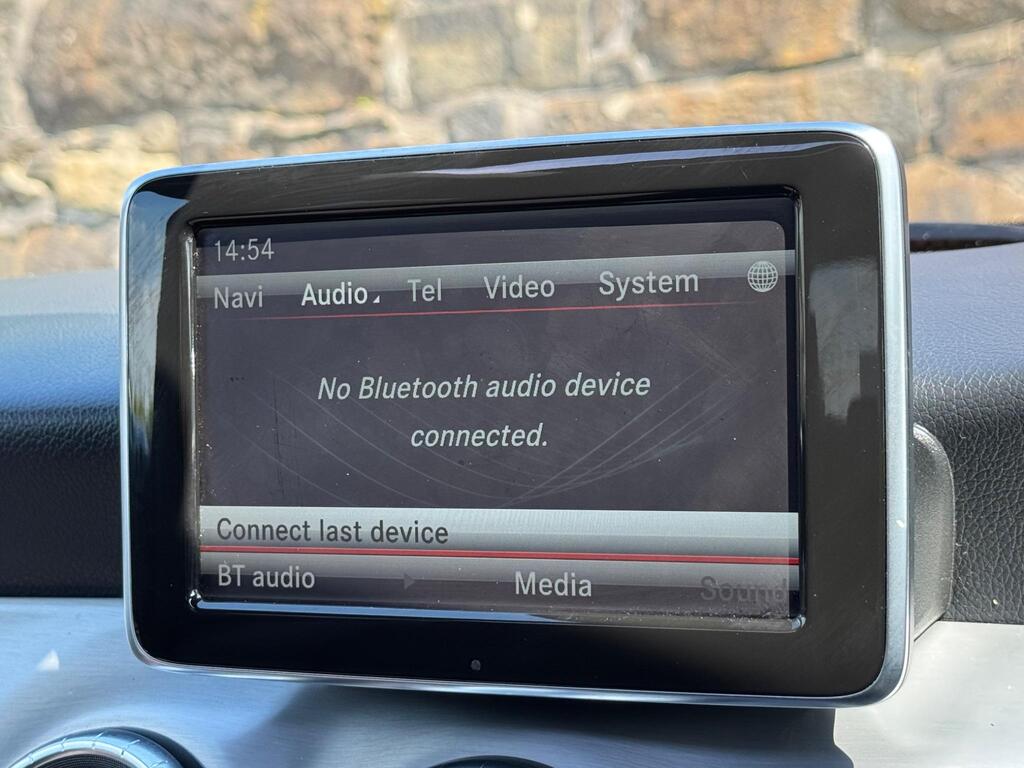 14:54
Navi Audio Tel Video System
No Bluetooth audio device
connected.
Connect last device
BT audio Media Sound